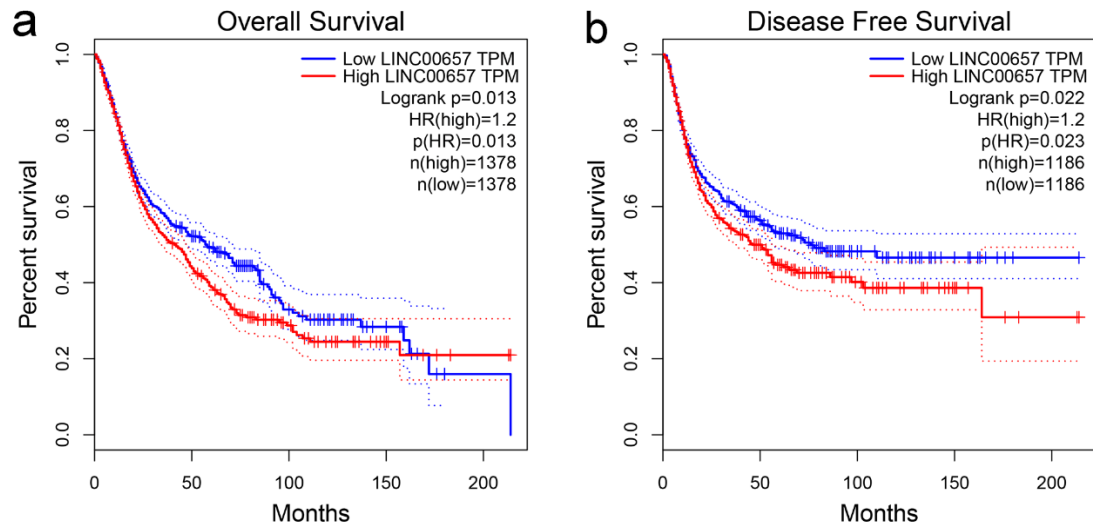 a
Overall Survival
Low LINC00657 TPM
High LINC00657 TPM
Logrank p=0.013
HR(high)=1.2
p(HR)=0.013
n(high)=1378
n(low)=1378
Percent survival
1.0
0.8
0.6
0.4
0.2
0.0
0 50 100 150 200
Months
b
Disease Free Survival
Low LINC00657 TPM
High LINC00657 TPM
Logrank p=0.022
HR(high)=1.2
p(HR)=0.023
n(high)=1186
n(low)=1186
Percent survival
1.0
0.8
0.6
0.4
0.2
0.0
0 50 100 150 200
Months